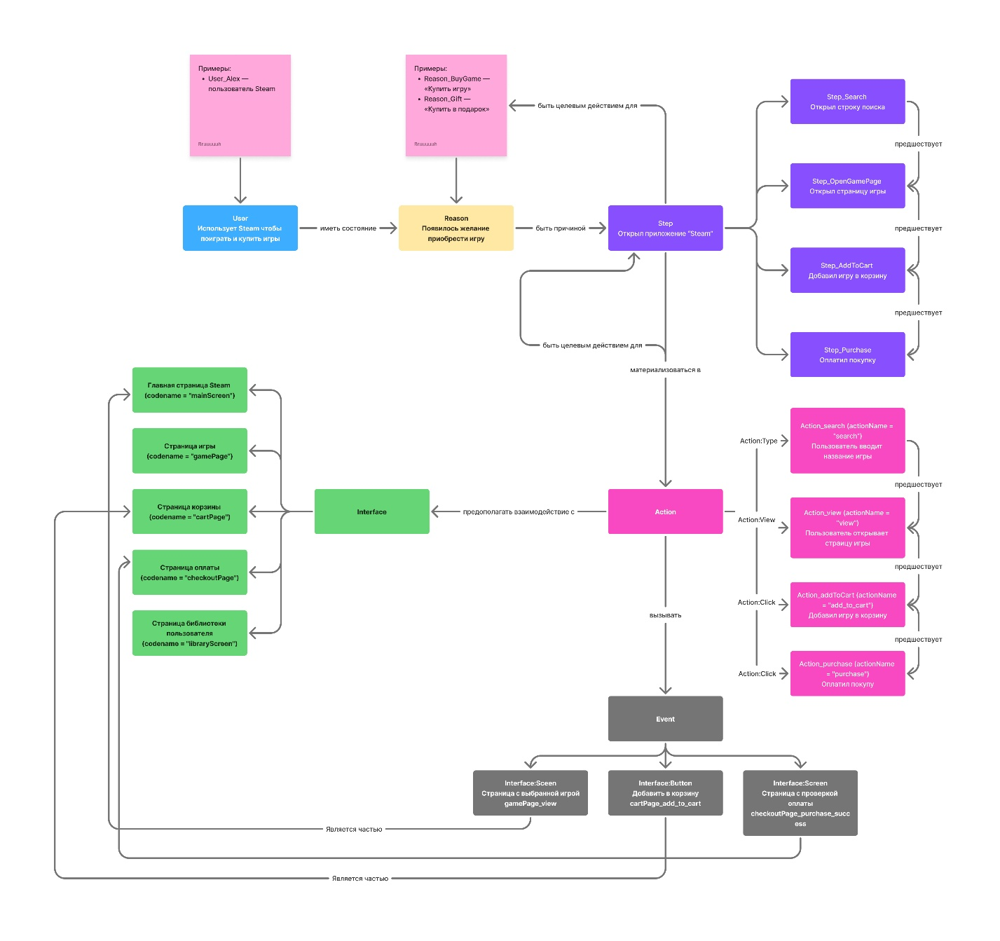 Примеры:
• User_Alex —
пользователь Steam
Bruuuuuh
Примеры:
• Reason_BuyGame —
«Купить игру»
• Reason_Gift —
«Купить в подарок»
Bruuuuuh
быть целевым действием для
Step_Search
Открыл строку поиска
предшествует
Step_OpenGamePage
Открыл страницу игры
User
Использует Steam чтобы
поиграть и купить игры
иметь состояние
Reason
Появилось желание
приобрести игру
быть причиной
Step
Открыл приложение "Steam"
предшествует
Step_AddToCart
Добавил игру в корзину
предшествует
быть целевым действием для
Step_Purchase
Оплатил покупку
материализоваться в
Главная страница Steam
(codename = "mainScreen")
Страница игры
(codename = "gamePage")
Страница корзины
(codename = "cartPage")
Страница оплаты
(codename = "checkoutPage")
Страница библиотеки
пользователя
(codename = "libraryScreen")
Interface
предополагать взаимодействие с
Action
Action:Type
Action_search (actionName =
"search")
Пользователь вводит
название игры
предшествует
Action:View
Action_view (actionName =
"view")
Пользователь открывает
страицу игры
предшествует
Action:Click
Action_addToCart (actionName
= "add_to_cart")
Добавил игру в корзину
предшествует
Action:Click
Action_purchase (actionName
= "purchase")
Оплатил покупу
вызывать
Event
Interface:Sceen
Страница с выбранной игрой
gamePage_view
Interface:Button
Добавить в корзину
cartPage_add_to_cart
Interface:Screen
Страница с проверкой
оплаты
checkoutPage_purchase_succ
ess
Является частью
Является частью